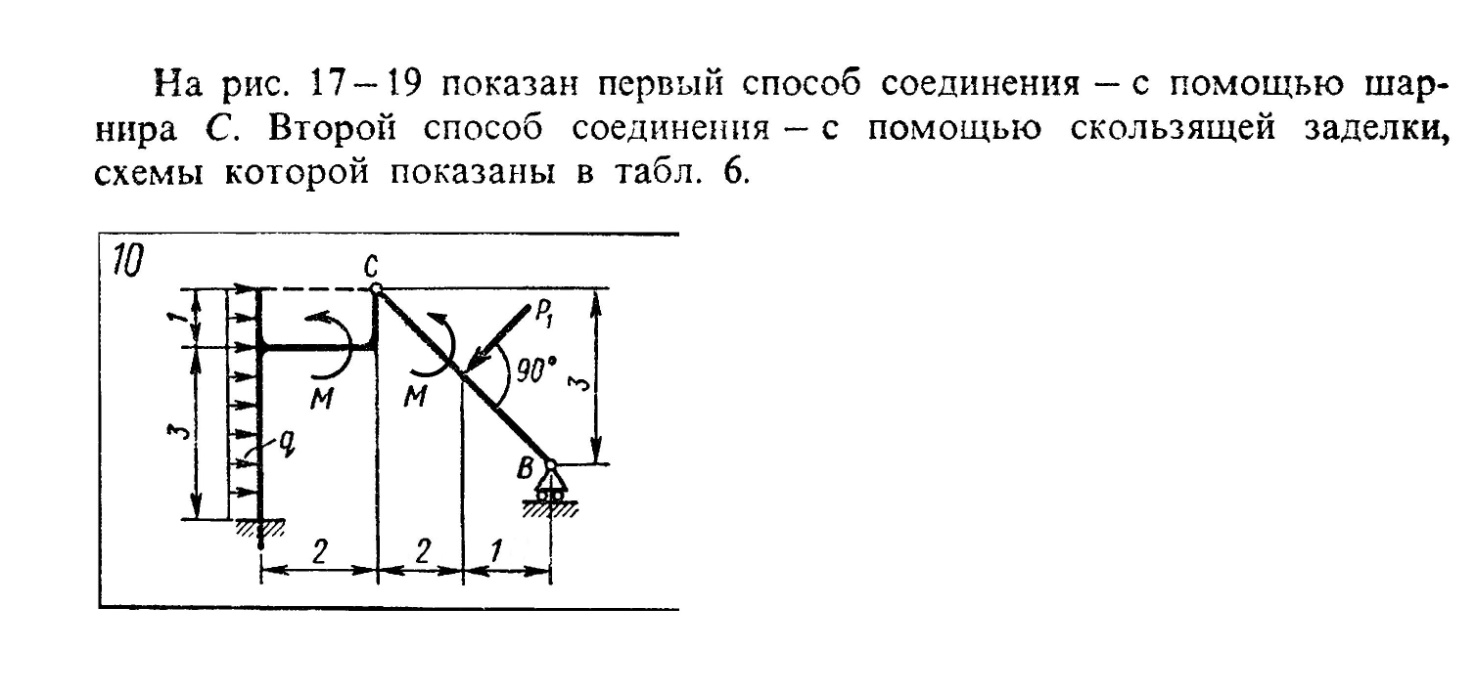 На рис. 17—19 показан первый способ соединения — с помощью шар-
нира С. Второй способ соединения — с помощью скользящей заделки,
схемы которой показаны в табл. 6.
10
C
P₁
1
90°
3
M
M
3
q
B
2
2
1